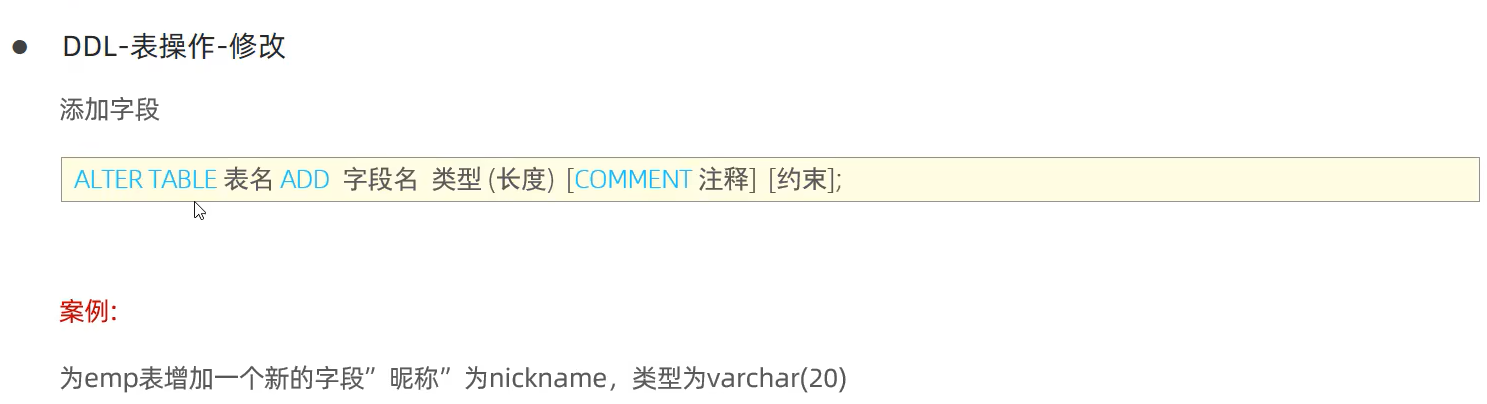 ● DDL-表操作-修改
添加字段
ALTER TABLE 表名 ADD 字段名 类型 (长度) [COMMENT 注释] [约束];
案例:
为emp表增加一个新的字段”昵称”为nickname，类型为varchar(20)